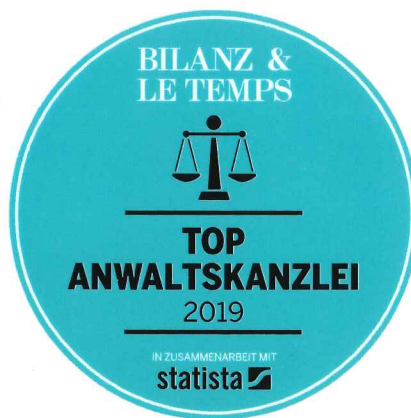 BILANZ &
LE TEMPS
TOP
ANWALTSKANZLEI
2019
IN ZUSAMMENARBEIT MIT
statista